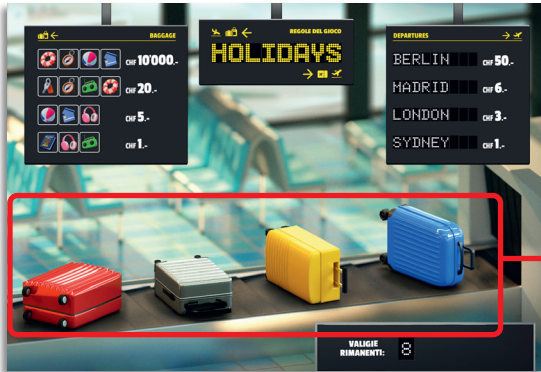 BAGGAGE
CHF 10'000.-
CHF 20.-
CHF 5.-
CHF 1.-
REGOLE DEL GIOCO
HOLIDAYS
DEPARTURES
BERLIN CHF 50.-
MADRID CHF 6.-
LONDON CHF 3.-
SYDNEY CHF 1.-
VALIGIE
RIMANENTI: 8